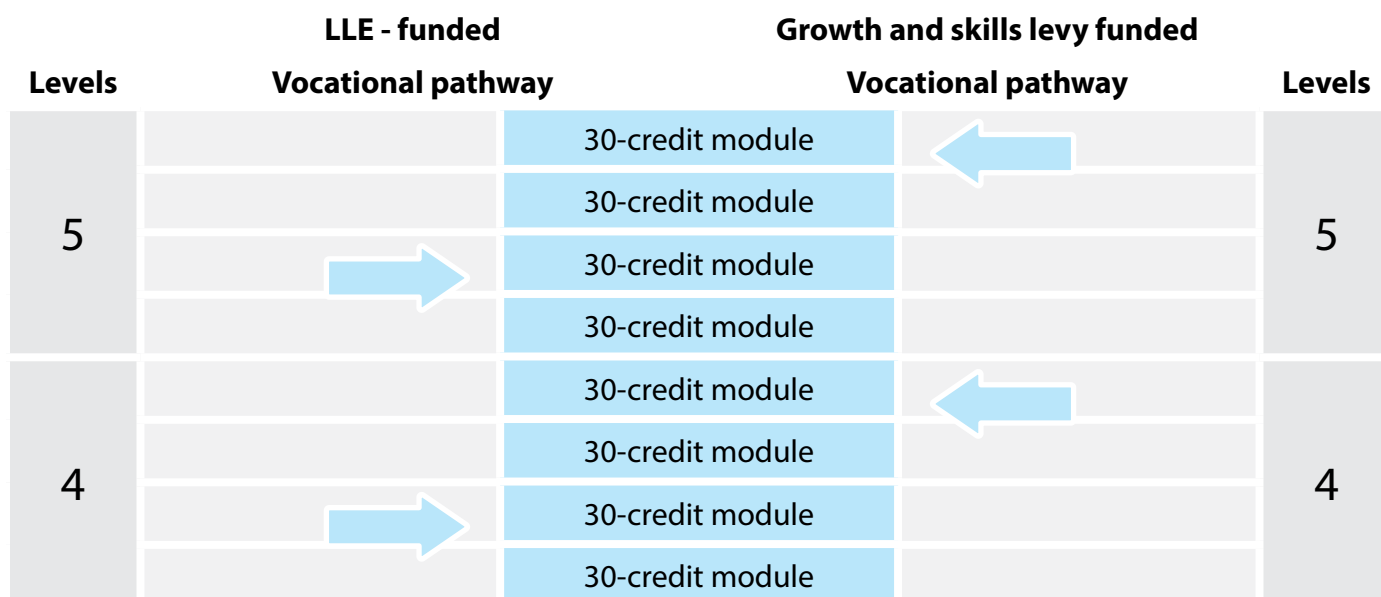 LLE - funded Growth and skills levy funded
Levels Vocational pathway Vocational pathway Levels
30-credit module
30-credit module
5 5
30-credit module
30-credit module
30-credit module
30-credit module
4 4
30-credit module
30-credit module